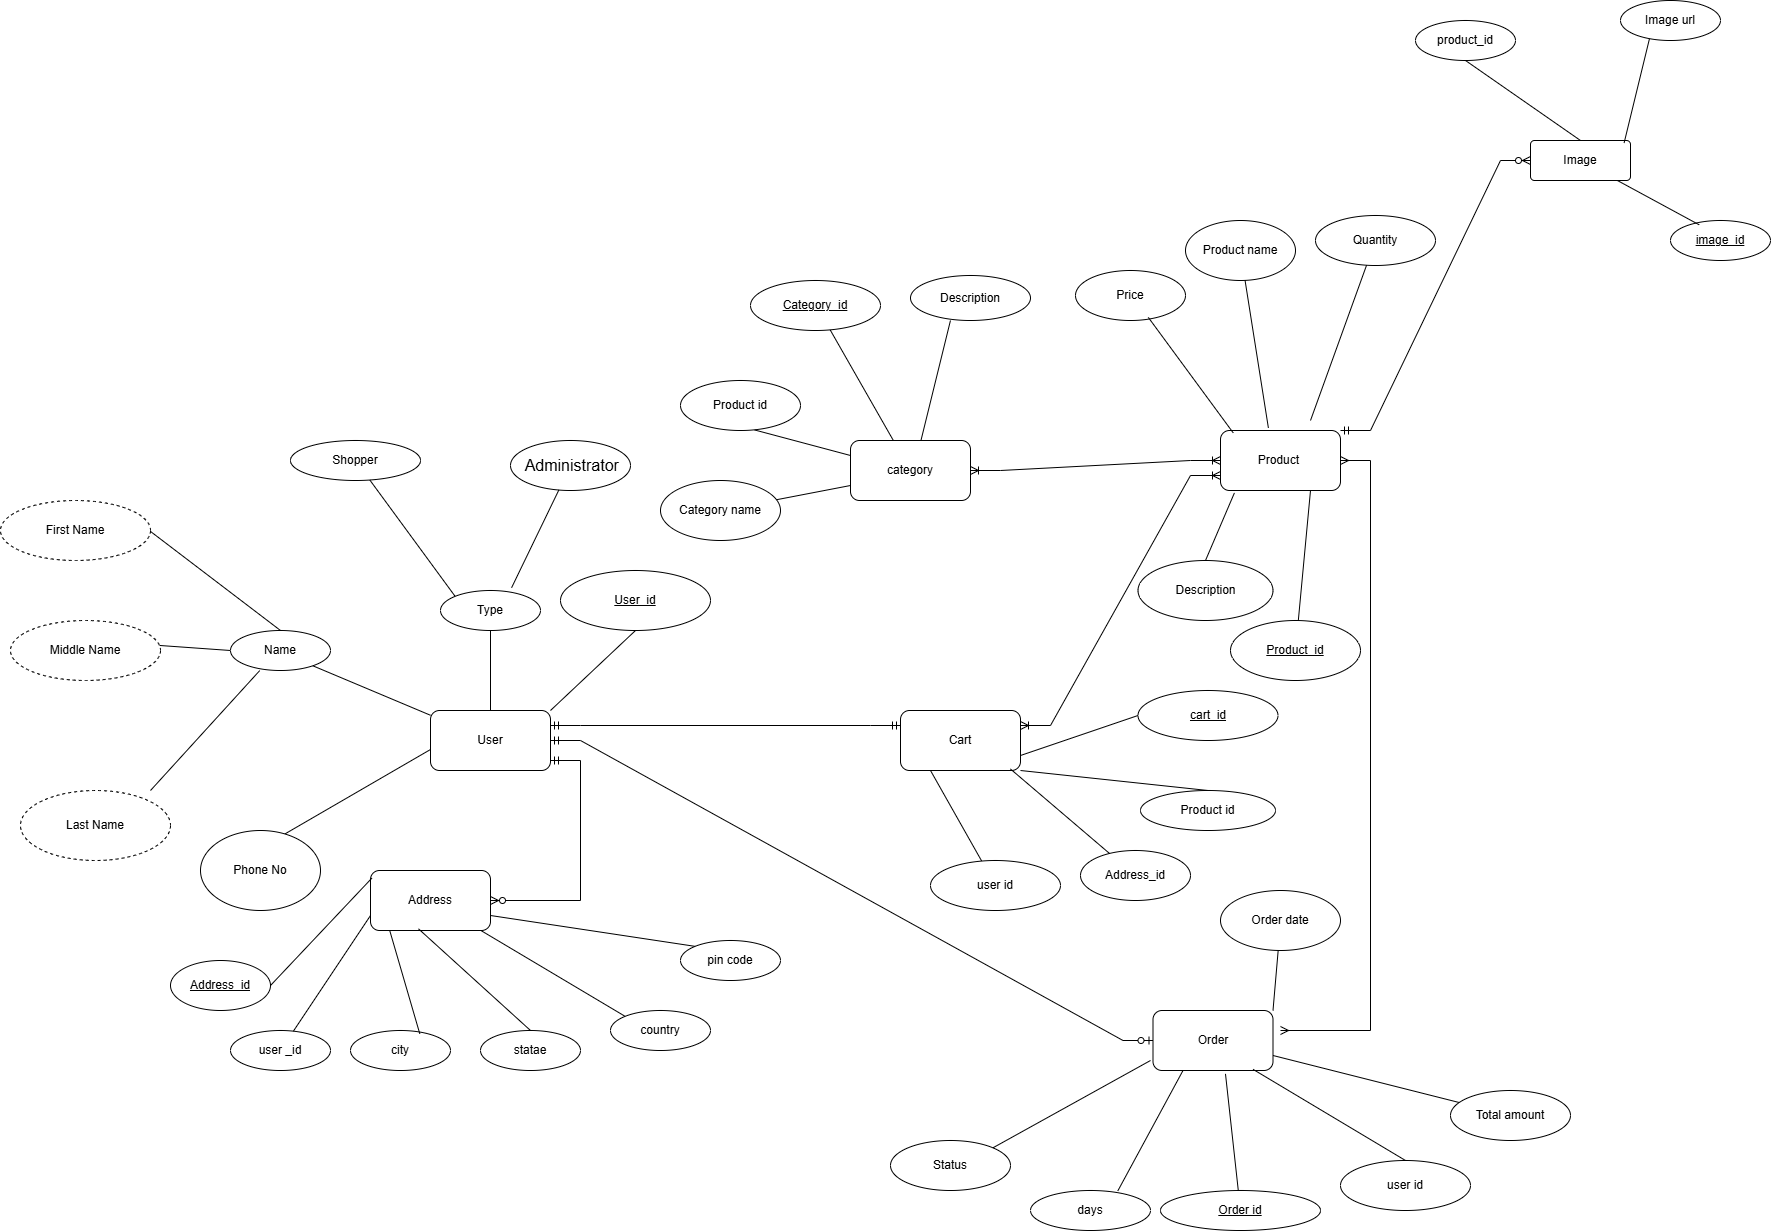 Image url
product_id
Image
image_id
Quantity
Product name
Price
Category_id
Description
Product id
category
Product
Category name
Shopper
Administrator
First Name
Description
Type
User_id
Middle Name
Name
Product_id
cart_id
User
Cart
Product id
Last Name
Phone No
Address_id
user id
Address
Order date
pin code
Address_id
country
user _id
city
statae
Order
Total amount
Status
user id
days
Order id